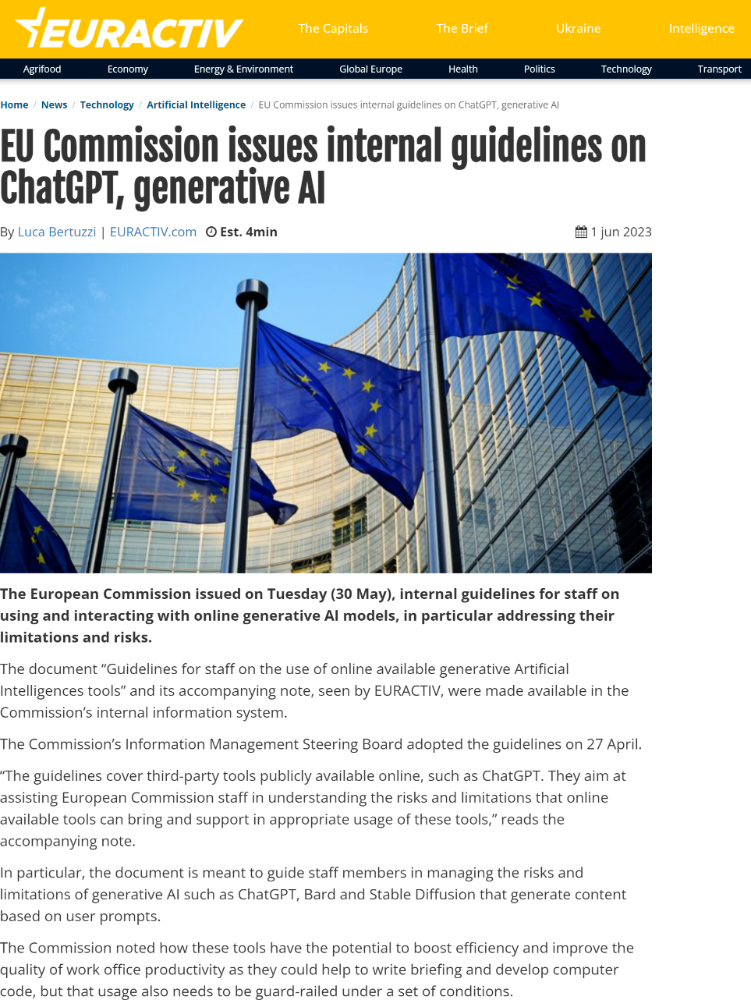 EURACTIV
The Capitals The Brief Ukraine Intelligence
Agrifood Economy Energy & Environment Global Europe Health Politics Technology Transport
Home / News / Technology / Artificial Intelligence / EU Commission issues internal guidelines on ChatGPT, generative AI
EU Commission issues internal guidelines on
ChatGPT, generative AI
By Luca Bertuzzi | EURACTIV.com Est. 4min 1 jun 2023
The European Commission issued on Tuesday (30 May), internal guidelines for staff on
using and interacting with online generative AI models, in particular addressing their
limitations and risks.
The document “Guidelines for staff on the use of online available generative Artificial
Intelligences tools” and its accompanying note, seen by EURACTIV, were made available in the
Commission’s internal information system.
The Commission’s Information Management Steering Board adopted the guidelines on 27 April.
“The guidelines cover third-party tools publicly available online, such as ChatGPT. They aim at
assisting European Commission staff in understanding the risks and limitations that online
available tools can bring and support in appropriate usage of these tools,” reads the
accompanying note.
In particular, the document is meant to guide staff members in managing the risks and
limitations of generative AI such as ChatGPT, Bard and Stable Diffusion that generate content
based on user prompts.
The Commission noted how these tools have the potential to boost efficiency and improve the
quality of work office productivity as they could help to write briefing and develop computer
code, but that usage also needs to be guard-railed under a set of conditions.